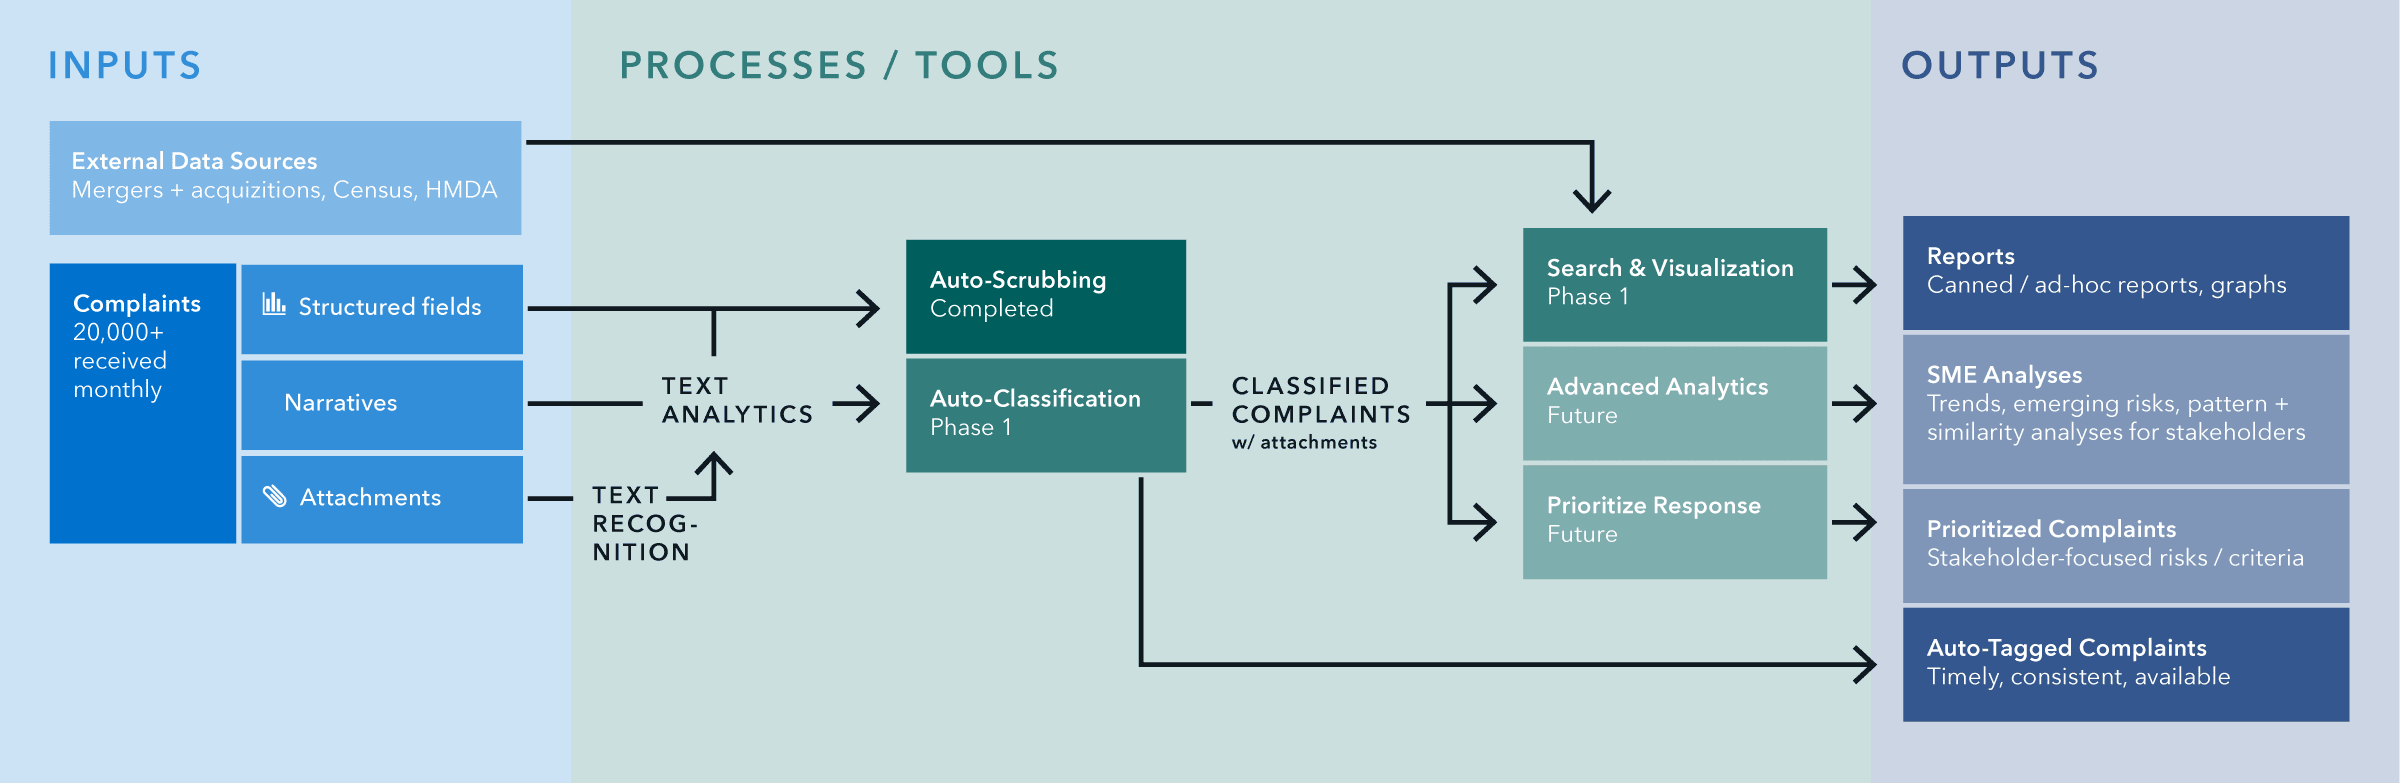 INPUTS
External Data Sources
Mergers + acquizitions, Census, HMDA
Complaints
20,000+
received
monthly
Structured fields
Narratives
Attachments
PROCESSES / TOOLS
TEXT
ANALYTICS
TEXT
RECOG-
NITION
Auto-Scrubbing
Completed
Auto-Classification
Phase 1
CLASSIFIED
COMPLAINTS
w/ attachments
Search & Visualization
Phase 1
Advanced Analytics
Future
Prioritize Response
Future
OUTPUTS
Reports
Canned / ad-hoc reports, graphs
SME Analyses
Trends, emerging risks, pattern +
similarity analyses for stakeholders
Prioritized Complaints
Stakeholder-focused risks / criteria
Auto-Tagged Complaints
Timely, consistent, available